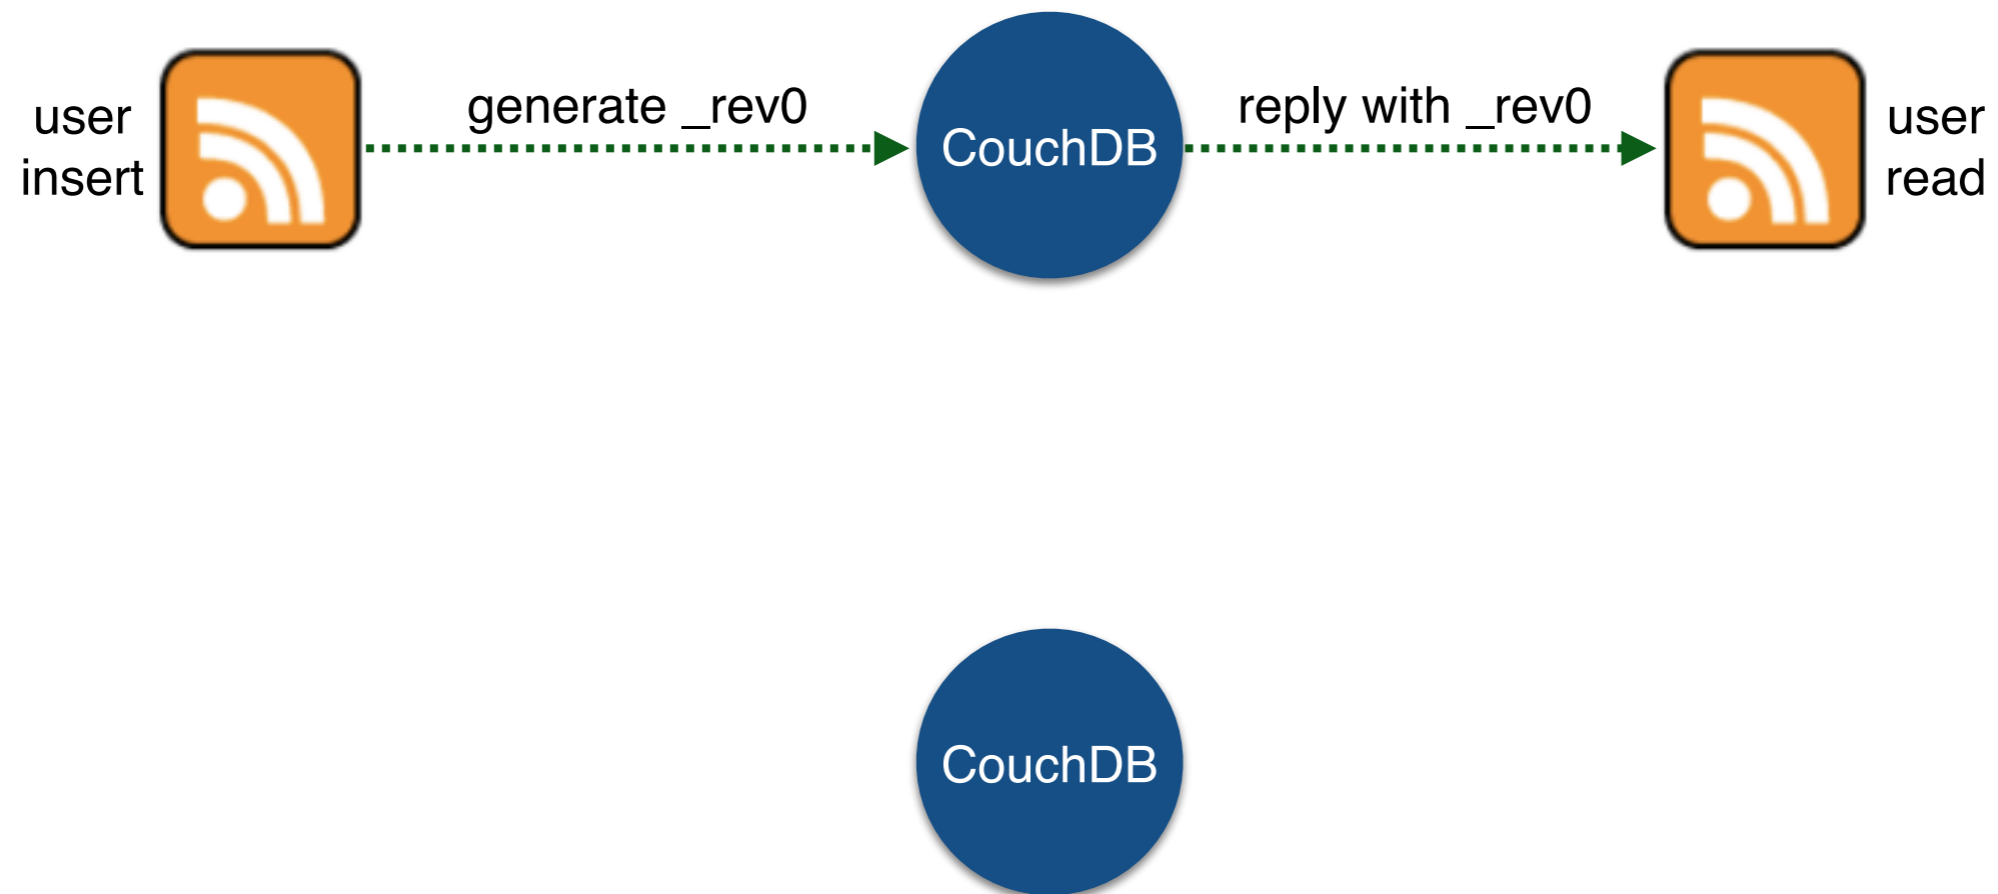 user
insert
generate _rev0
CouchDB
reply with _rev0
user
read
CouchDB